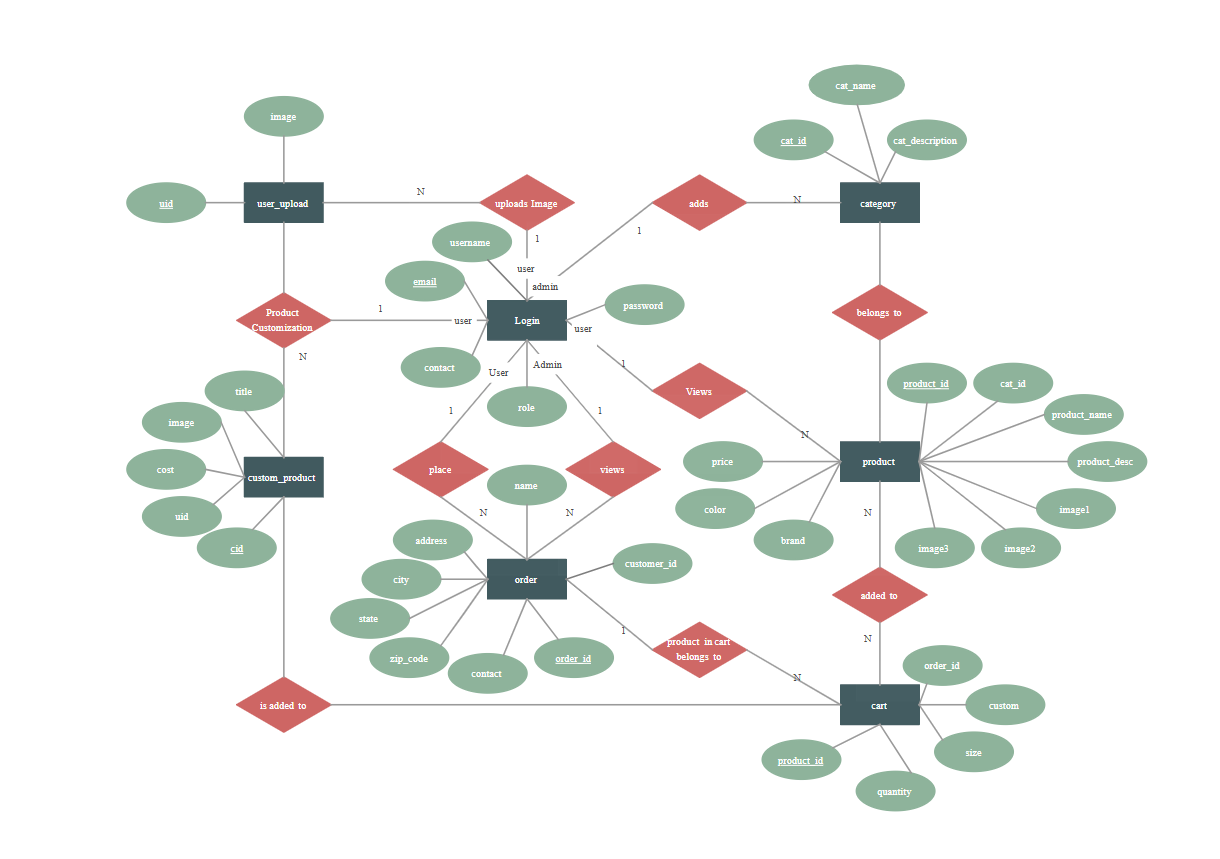 cat_name
image
cat_id
cat_description
N
uid
user_upload
uploads Image
adds
N
category
1
1
username
user
email
admin
password
1
Product
Customization
user
Login
user
belongs to
N
contact
User
Admin
1
Views
product_id
cat_id
title
1
role
1
product_name
image
N
cost
place
views
price
product
product_desc
custom_product
name
uid
N
N
color
N
image1
address
brand
cid
image3
image2
customer_id
city
order
added to
state
1
N
product in cart
belongs to
zip_code
contact
order_id
order_id
N
is added to
cart
custom
size
product_id
quantity